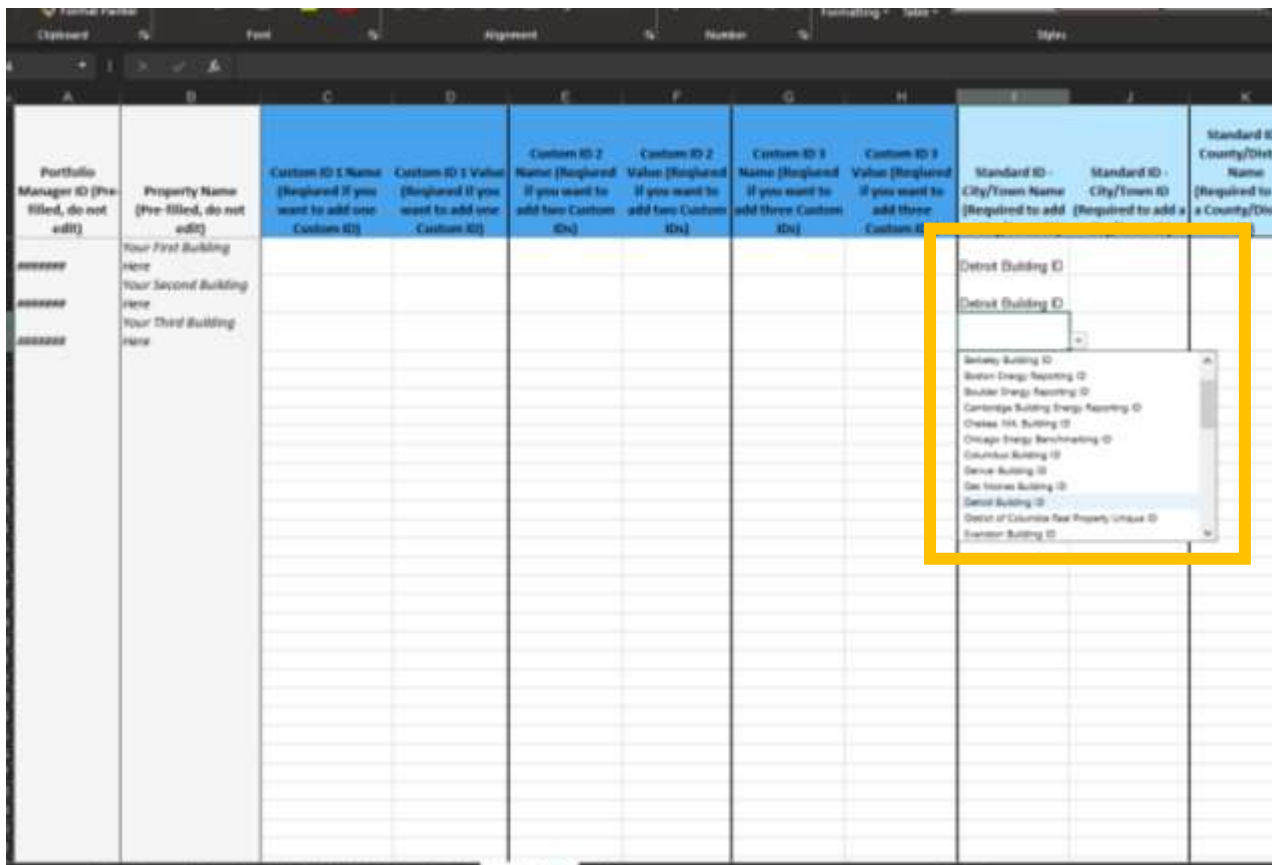 Format Painter
Formatting Table
Clipboard Font Alignment Number Styles
A B C D E F G H I J K
Portfolio Manager ID (Pre-filled, do not edit)
Property Name (Pre-filled, do not edit)
Custom ID 1 Name (Required if you want to add one Custom ID)
Custom ID 1 Value (Required if you want to add one Custom ID)
Custom ID 2 Name (Required if you want to add two Custom IDs)
Custom ID 2 Value (Required if you want to add two Custom IDs)
Custom ID 3 Name (Required if you want to add three Custom IDs)
Custom ID 3 Value (Required if you want to add three Custom
Standard ID - City/Town Name (Required to add
Standard ID - City/Town ID (Required to add a
Standard I
County/Dist
Name
(Required to
a County/Dis
Your First Building
####### Here
Detroit Building ID
Your Second Building
####### Here
Detroit Building ID
Your Third Building
####### Here
Berkeley Building ID
Boston Energy Reporting ID
Boulder Energy Reporting ID
Cambridge Building Energy Reporting ID
Chelsea, MA, Building ID
Chicago Energy Benchmarking ID
Columbus Building ID
Denver Building ID
Des Moines Building ID
Detroit Building ID
District of Columbia Real Property Unique ID
Evanston Building ID